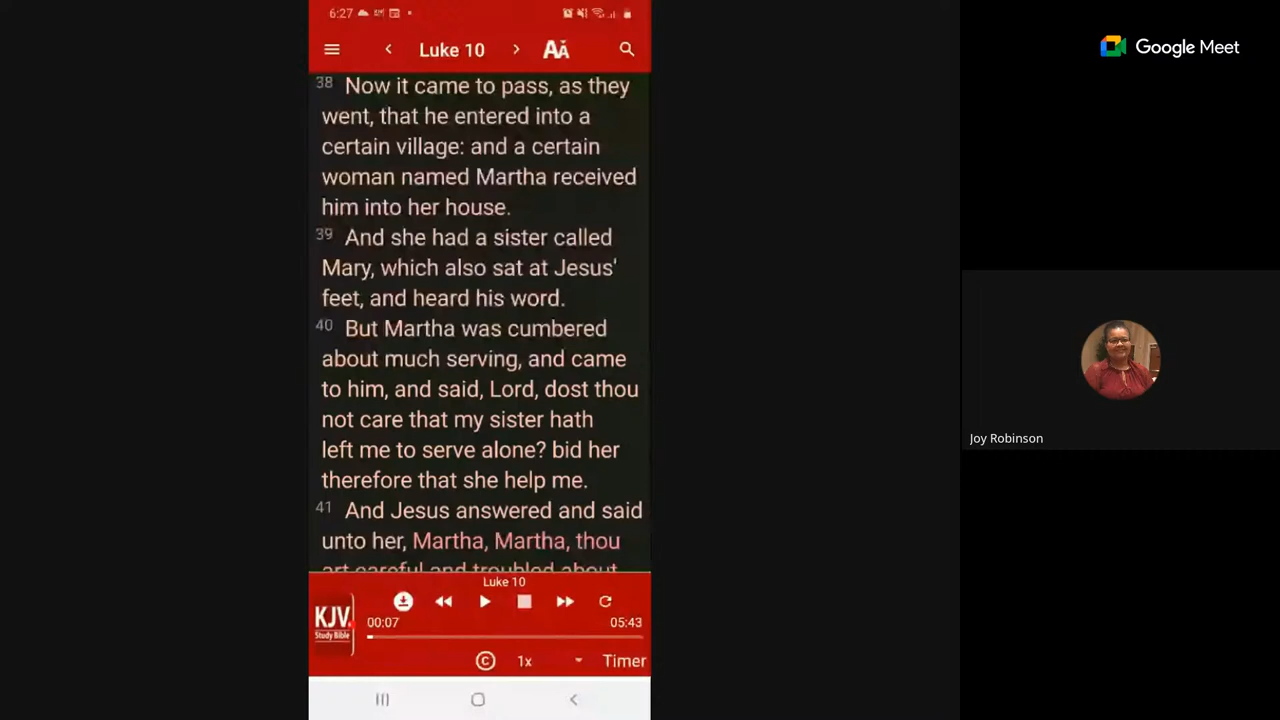 6:27
Luke 10
Google Meet
38 Now it came to pass, as they
went, that he entered into a
certain village: and a certain
woman named Martha received
him into her house.
39 And she had a sister called
Mary, which also sat at Jesus'
feet, and heard his word.
40 But Martha was cumbered
about much serving, and came
to him, and said, Lord, dost thou
not care that my sister hath
left me to serve alone? bid her
therefore that she help me.
41 And Jesus answered and said
unto her, Martha, Martha, thou
art careful and troubled about
Joy Robinson
Luke 10
KJV
Study Bible
00:07
05:43
1x
Timer